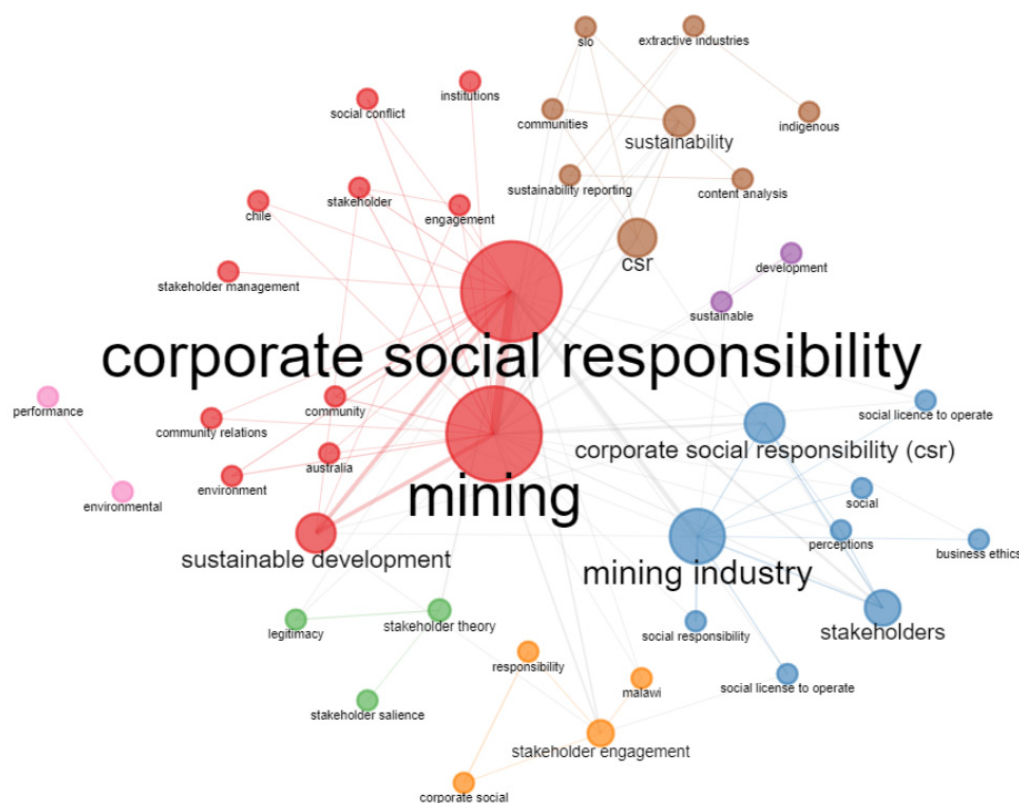 slo
extractive industries
social conflict
institutions
communities
sustainability
indigenous
stakeholder
sustainability reporting
content analysis
chile
engagement
csr
development
stakeholder management
sustainable
corporate social responsibility
performance
community
community relations
social licence to operate
corporate social responsibility (csr)
australia
environment
mining
environmental
social
perceptions
business ethics
sustainable development
mining industry
legitimacy
stakeholder theory
social responsibility
stakeholders
responsibility
malawi
social license to operate
stakeholder salience
stakeholder engagement
corporate social